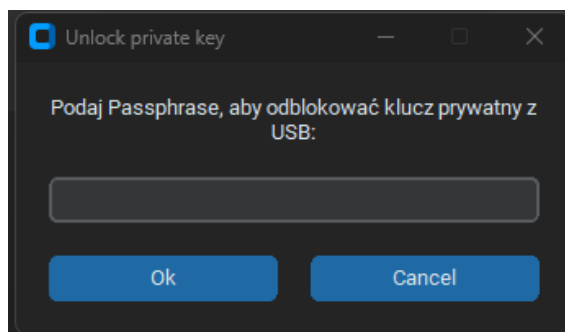 Unlock private key
Podaj Passphrase, aby odblokować klucz prywatny z
USB:
Ok
Cancel